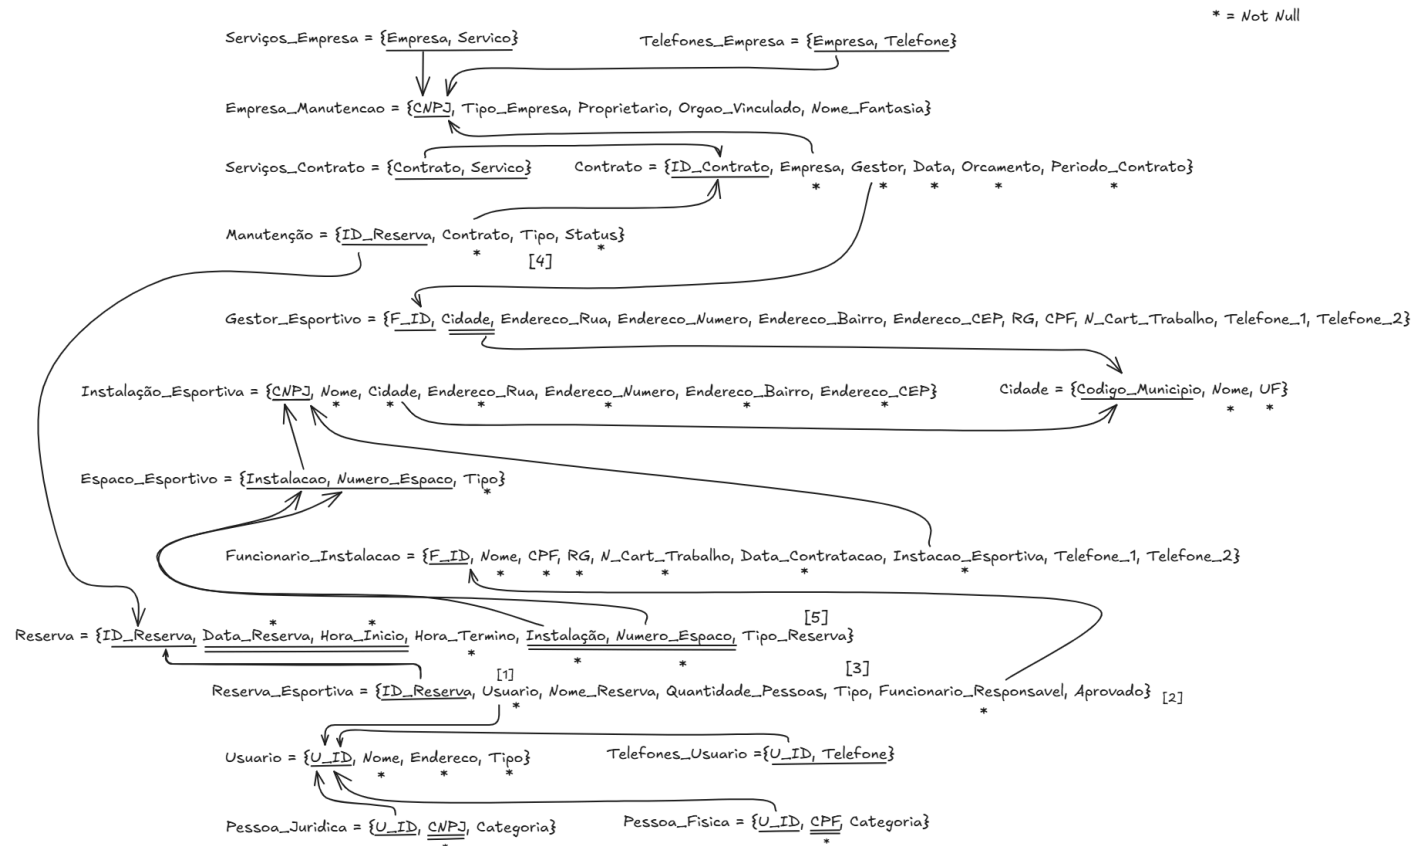 * = Not Null
Serviços_Empresa = {Empresa, Servico}
Telefones_Empresa = {Empresa, Telefone}
Empresa_Manutencao = {CNPJ, Tipo_Empresa, Proprietario, Orgao_Vinculado, Nome_Fantasia}
Serviços_Contrato = {Contrato, Servico}
Contrato = {ID_Contrato, Empresa, Gestor, Data, Orcamento, Periodo_Contrato}
* * * * *
Manutenção = {ID_Reserva, Contrato, Tipo, Status}
* *
[4]
Gestor_Esportivo = {F_ID, Cidade, Endereco_Rua, Endereco_Numero, Endereco_Bairro, Endereco_CEP, RG, CPF, N_Cart_Trabalho, Telefone_1, Telefone_2}
Instalação_Esportiva = {CNPJ, Nome, Cidade, Endereco_Rua, Endereco_Numero, Endereco_Bairro, Endereco_CEP}
* * * * * *
Cidade = {Codigo_Municipio, Nome, UF}
* *
Espaco_Esportivo = {Instalacao, Numero_Espaco, Tipo}
*
Funcionario_Instalacao = {F_ID, Nome, CPF, RG, N_Cart_Trabalho, Data_Contratacao, Instacao_Esportiva, Telefone_1, Telefone_2}
* * * * * *
[5]
* *
Reserva = {ID_Reserva, Data_Reserva, Hora_Inicio, Hora_Termino, Instalação, Numero_Espaco, Tipo_Reserva}
* * *
[1]
[3]
Reserva_Esportiva = {ID_Reserva, Usuario, Nome_Reserva, Quantidade_Pessoas, Tipo, Funcionario_Responsavel, Aprovado} [2]
* *
Usuario = {U_ID, Nome, Endereco, Tipo}
* * *
Telefones_Usuario ={U_ID, Telefone}
Pessoa_Juridica = {U_ID, CNPJ, Categoria}
*
Pessoa_Fisica = {U_ID, CPF, Categoria}
*